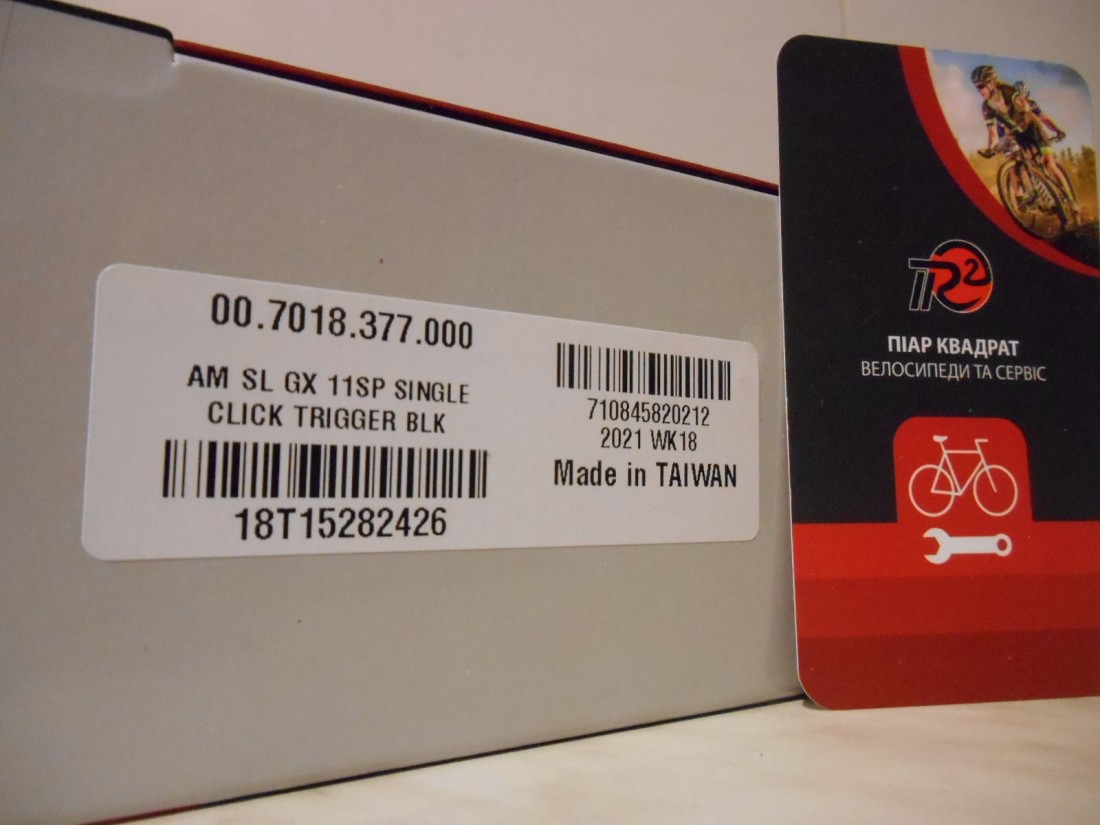 00.7018.377.000
AM SL GX 11SP SINGLE
CLICK TRIGGER BLK
18T15282426
710845820212
2021 WK18
Made in TAIWAN
ПR2
ПІАР КВАДРАТ
ВЕЛОСИПЕДИ ТА СЕРВІС